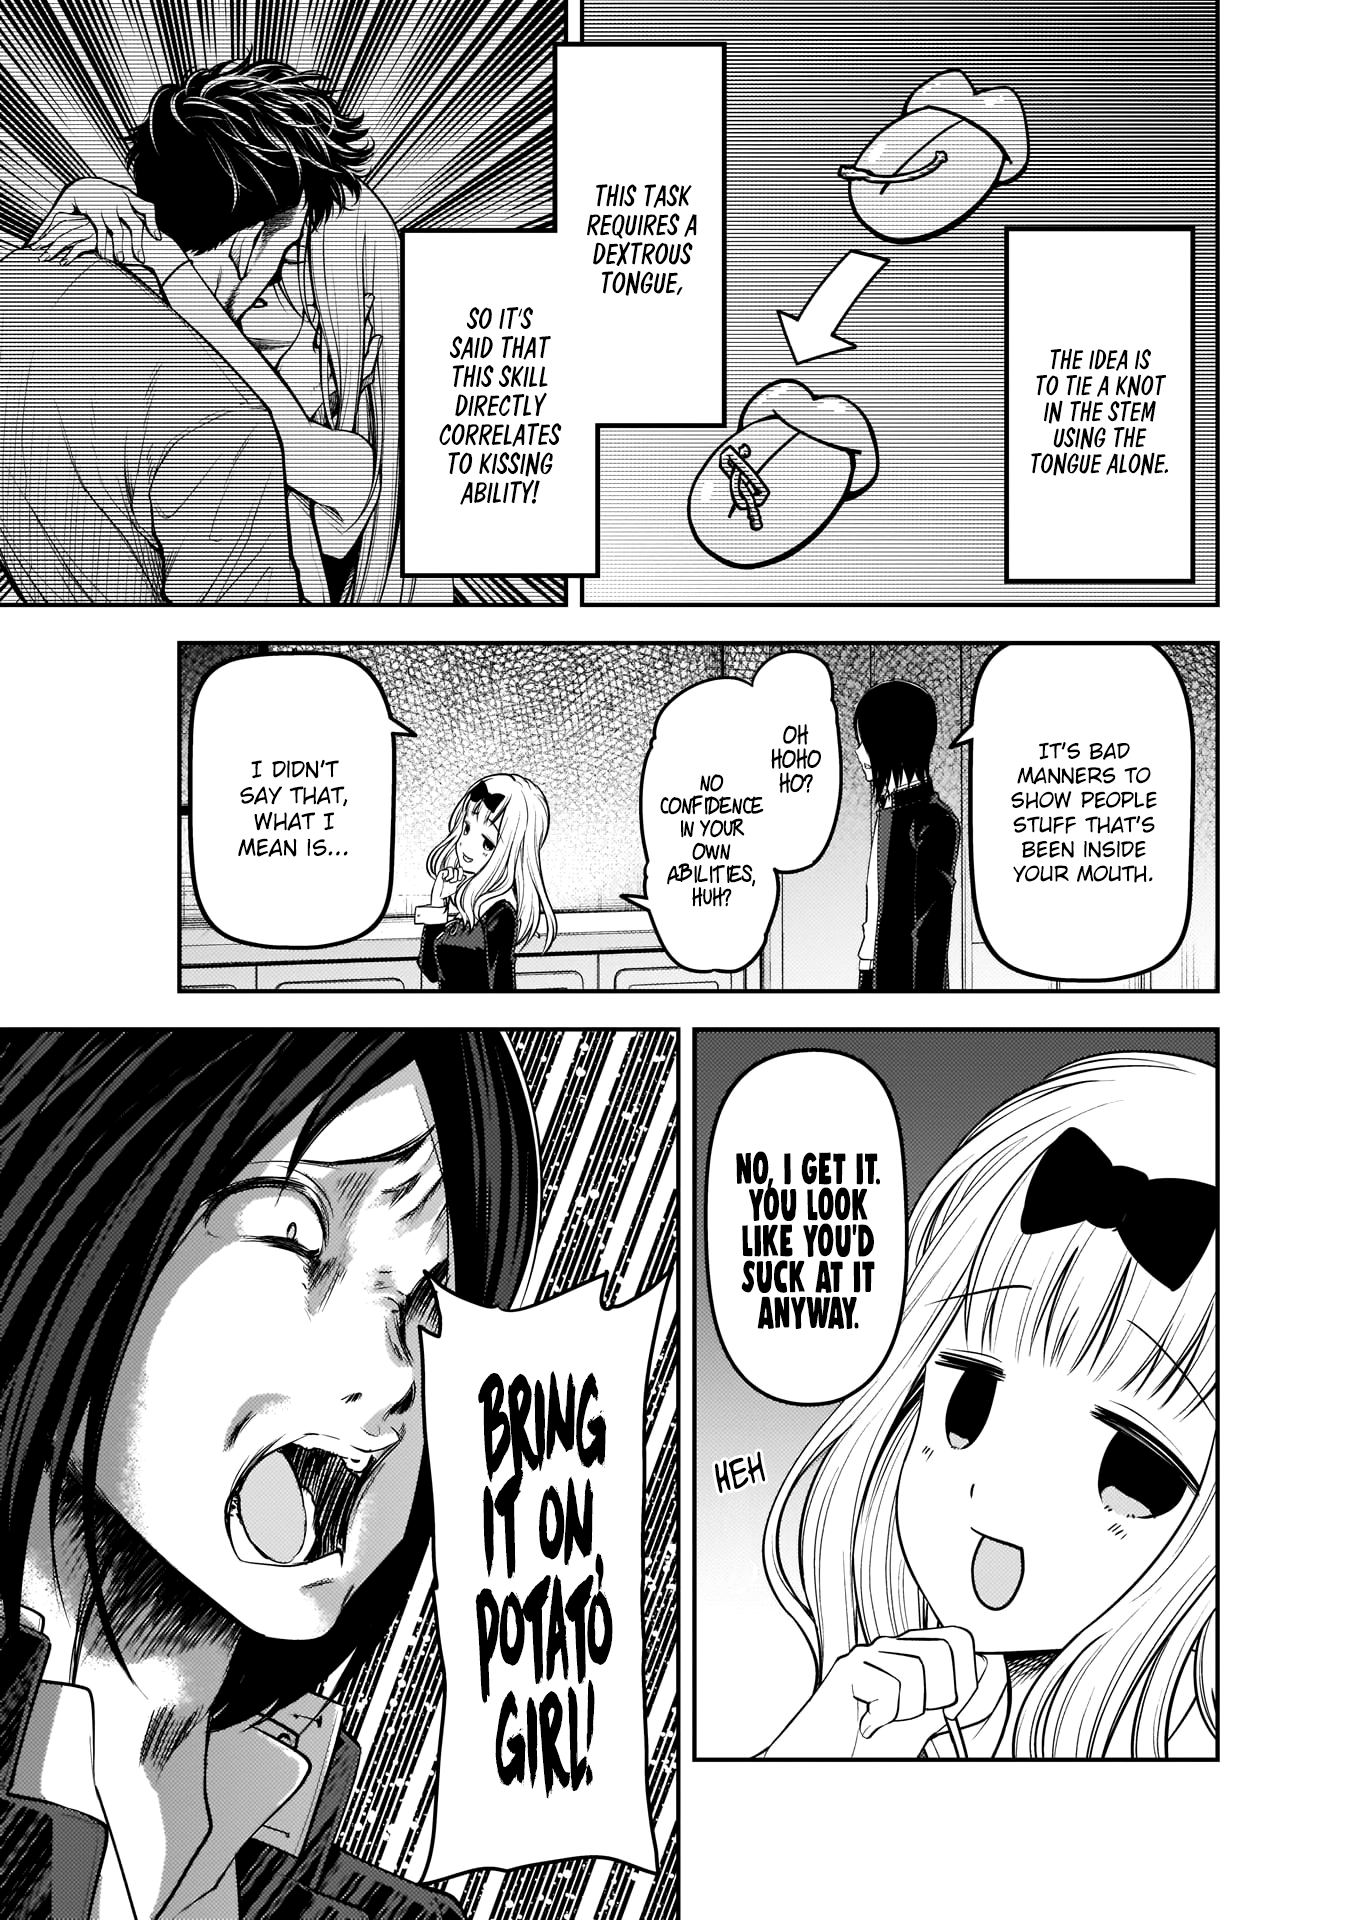 THE IDEA IS
TO TIE A KNOT
IN THE STEM
USING THE
TONGUE ALONE.
THIS TASK
REQUIRES A
DEXTROUS
TONGUE,
SO IT'S
SAID THAT
THIS SKILL
DIRECTLY
CORRELATES
TO KISSING
ABILITY!
IT'S BAD
MANNERS TO
SHOW PEOPLE
STUFF THAT'S
BEEN INSIDE
YOUR MOUTH.
OH
HOHO
HO?
NO
CONFIDENCE
IN YOUR
OWN
ABILITIES,
HUH?
I DIDN'T
SAY THAT,
WHAT I
MEAN IS...
NO, I GET IT.
YOU LOOK
LIKE YOU'D
SUCK AT IT
ANYWAY.
HEH
BRING
IT ON,
POTATO
GIRL!